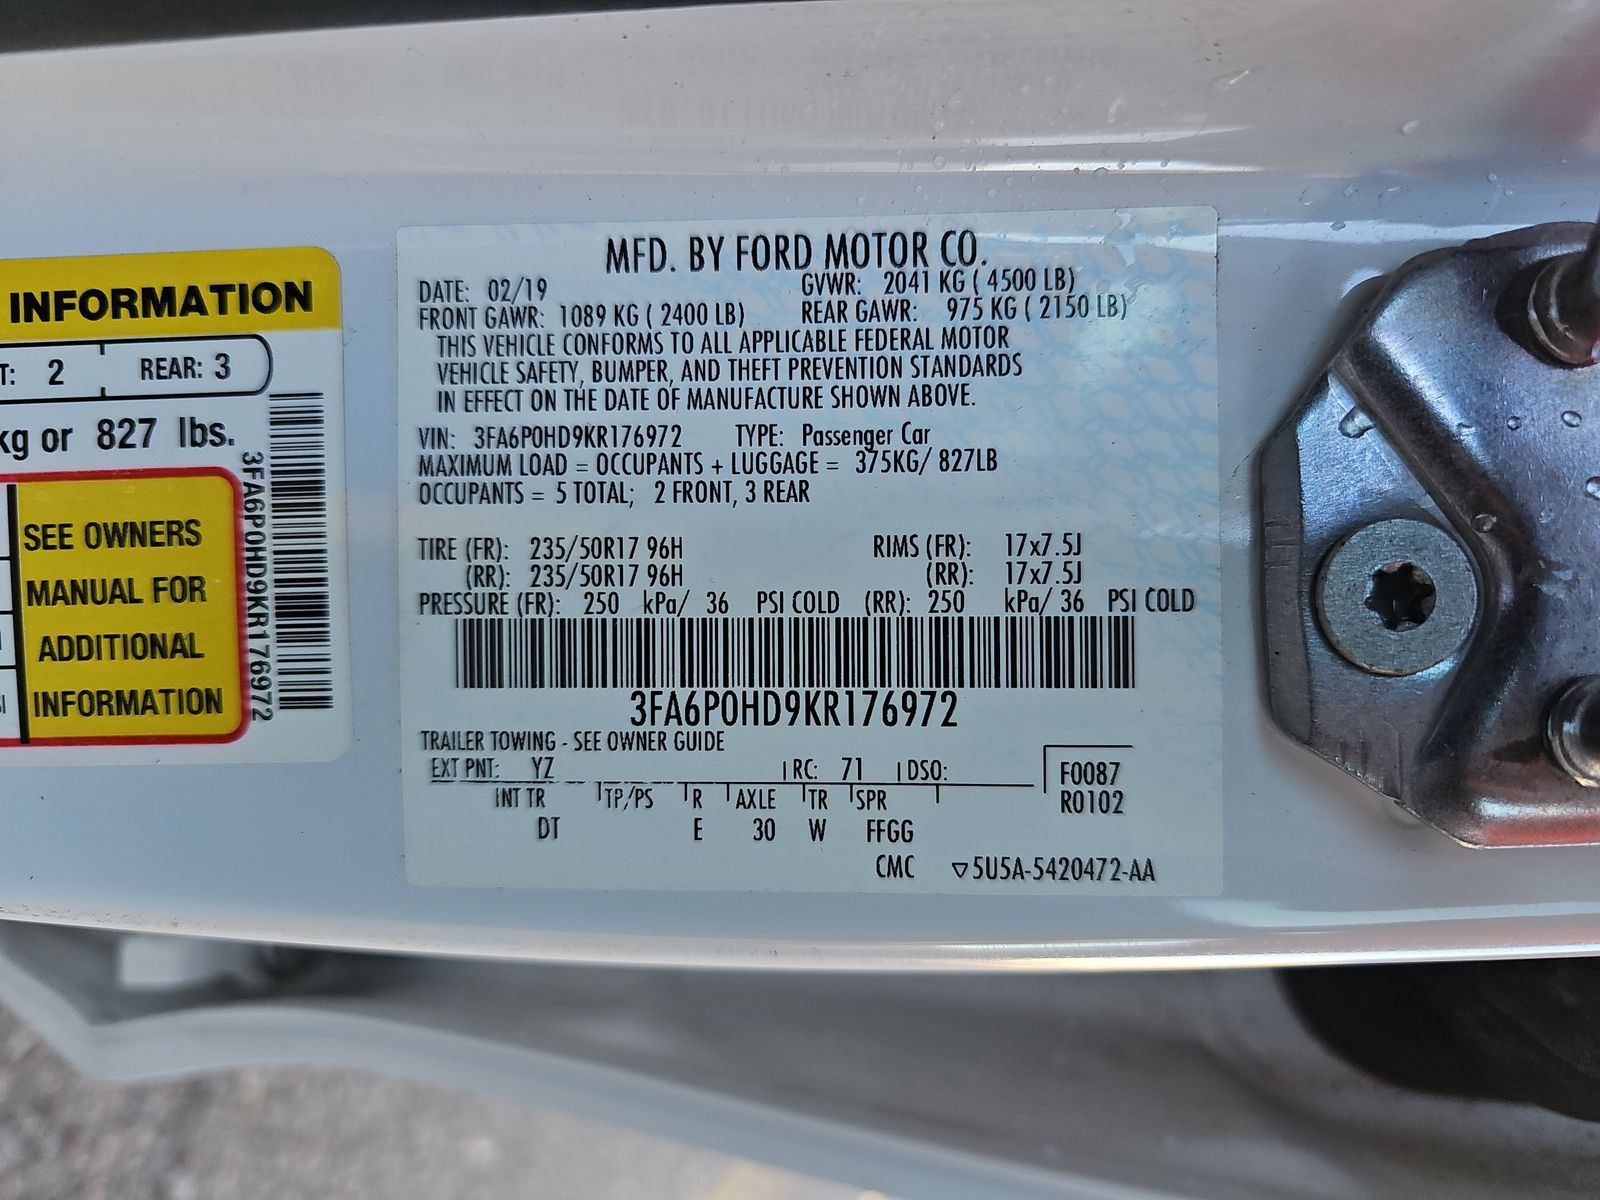 INFORMATION
T: 2 REAR: 3
kg or 827 lbs.
SEE OWNERS
MANUAL FOR
ADDITIONAL
INFORMATION
3FA6P0HD9KR176972
MFD. BY FORD MOTOR CO.
DATE: 02/19 GVWR: 2041 KG ( 4500 LB)
FRONT GAWR: 1089 KG ( 2400 LB) REAR GAWR: 975 KG ( 2150 LB)
THIS VEHICLE CONFORMS TO ALL APPLICABLE FEDERAL MOTOR
VEHICLE SAFETY, BUMPER, AND THEFT PREVENTION STANDARDS
IN EFFECT ON THE DATE OF MANUFACTURE SHOWN ABOVE.
VIN: 3FA6P0HD9KR176972 TYPE: Passenger Car
MAXIMUM LOAD = OCCUPANTS + LUGGAGE = 375KG/ 827LB
OCCUPANTS = 5 TOTAL; 2 FRONT, 3 REAR
TIRE (FR): 235/50R17 96H RIMS (FR): 17x7.5J
(RR): 235/50R17 96H (RR): 17x7.5J
PRESSURE (FR): 250 kPa/ 36 PSI COLD (RR): 250 kPa/ 36 PSI COLD
3FA6P0HD9KR176972
TRAILER TOWING - SEE OWNER GUIDE
EXT PNT: YZ RC: 71 DSO: F0087
INT TR TP/PS R AXLE TR SPR R0102
DT E 30 W FFGG
CMC ▽5U5A-5420472-AA